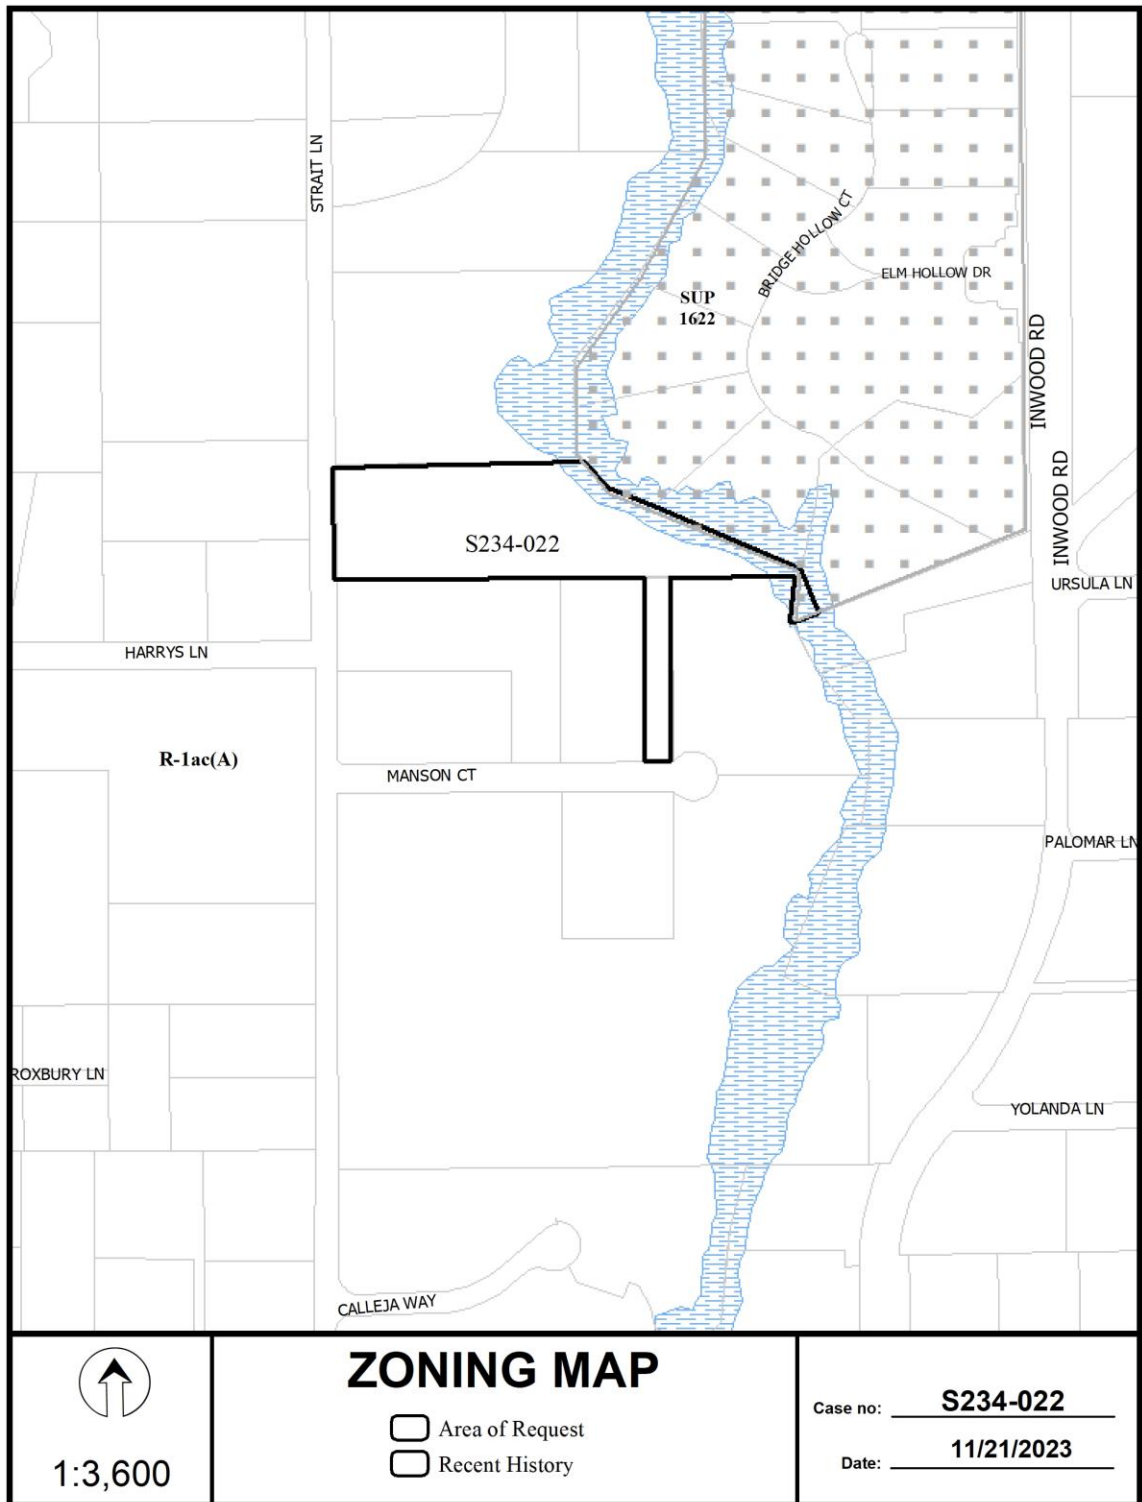 STRAIT LN
BRIDGE HOLLOW CT
ELM HOLLOW DR
SUP
1622
INWOOD RD
INWOOD RD
S234-022
URSULA LN
HARRYS LN
R-1ac(A)
MANSON CT
PALOMAR LN
ROXBURY LN
YOLANDA LN
CALLEJA WAY
1:3,600
ZONING MAP
Area of Request
Recent History
Case no: S234-022
Date: 11/21/2023